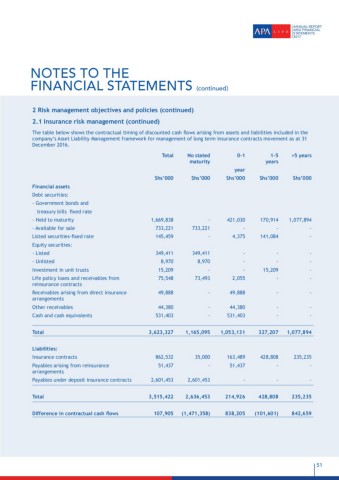 APA LIFE
ANNUAL REPORT
AND FINANCIAL
STATEMENTS
2017
NOTES TO THE
FINANCIAL STATEMENTS (continued)
2 Risk management objectives and policies (continued)
2.1 Insurance risk management (continued)
The table below shows the contractual timing of discounted cash flows arising from assets and liabilities included in the
company's Asset Liability Management framework for management of long term insurance contracts movement as at 31
December 2016.
Total No stated maturity 0-1 year 1-5 years >5 years
Shs'000 Shs'000 Shs'000 Shs'000 Shs'000
Financial assets
Debt securities:
- Government bonds and
treasury bills fixed rate
- Held to maturity 1,669,838 - 421,030 170,914 1,077,894
- Available for sale 733,221 733,221 - - -
Listed securities-fixed rate 145,459 - 4,375 141,084 -
Equity securities:
- Listed 349,411 349,411 - - -
- Unlisted 8,970 8,970 - - -
Investment in unit trusts 15,209 - - 15,209 -
Life policy loans and receivables from 75,548 73,493 2,055 - -
reinsurance contracts
Receivables arising from direct insurance 49,888 - 49,888 - -
arrangements
Other receivables 44,380 - 44,380 - -
Cash and cash equivalents 531,403 - 531,403 - -
Total 3,623,327 1,165,095 1,053,131 327,207 1,077,894
Liabilities:
Insurance contracts 862,532 35,000 163,489 428,808 235,235
Payables arising from reinsurance 51,437 - 51,437 - -
arrangements
Payables under deposit insurance contracts 2,601,453 2,601,453 - - -
Total 3,515,422 2,636,453 214,926 428,808 235,235
Difference in contractual cash flows 107,905 (1,471,358) 838,205 (101,601) 842,659
51